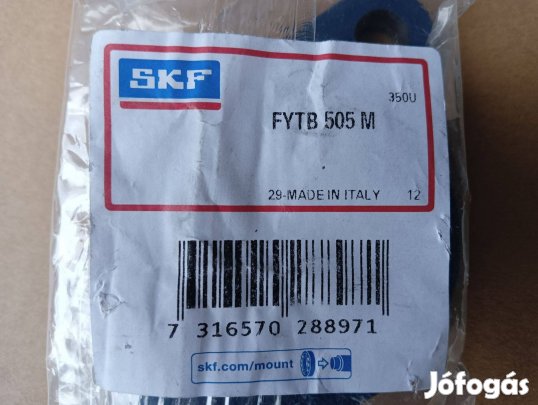 SKF
350U
FYTB 505 M
29-MADE IN ITALY 12
7 316570 288971
skf.com/mount
Jófogás